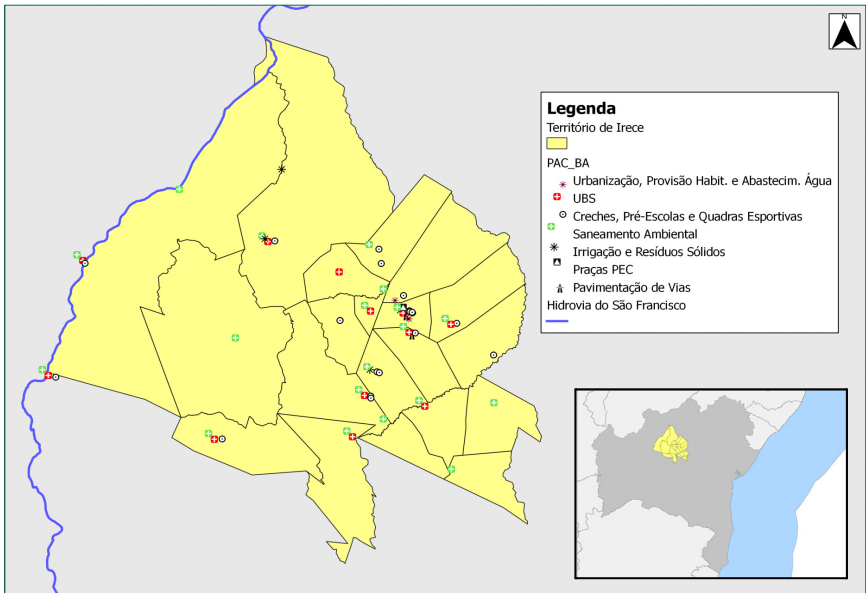 N
Legenda
Território de Irece
PAC_BA
Urbanização, Provisão Habit. e Abastecim. Água
UBS
Creches, Pré-Escolas e Quadras Esportivas
Saneamento Ambiental
Irrigação e Resíduos Sólidos
Praças PEC
Pavimentação de Vias
Hidrovia do São Francisco